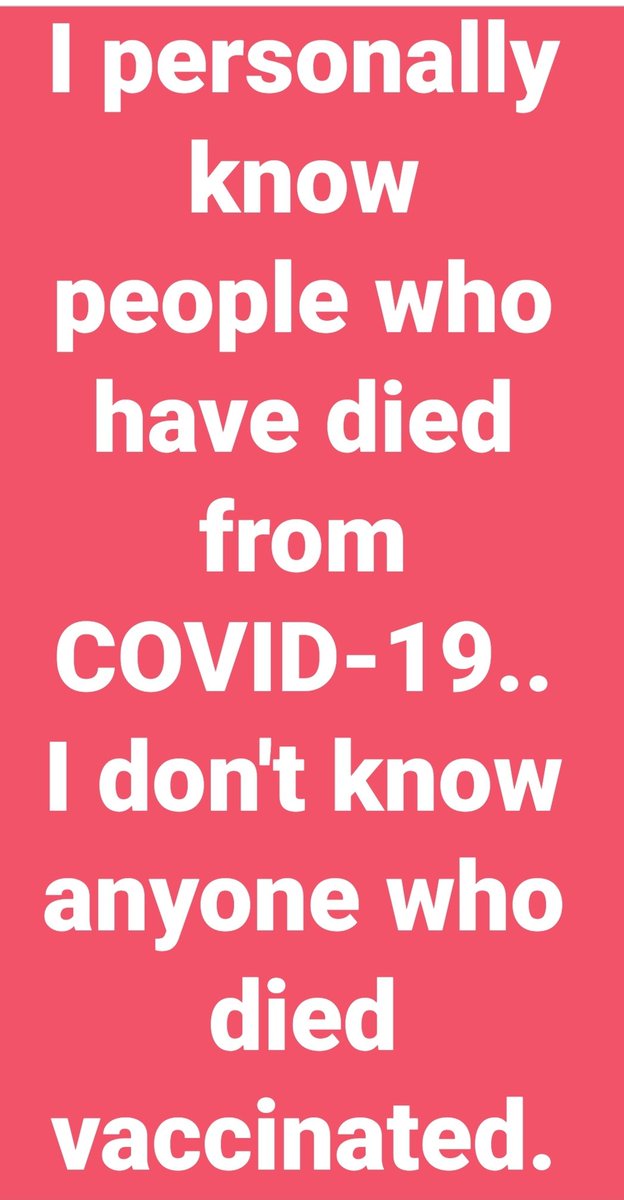 I personally
know
people who
have died
from
COVID-19..
I don't know
anyone who
died
vaccinated.